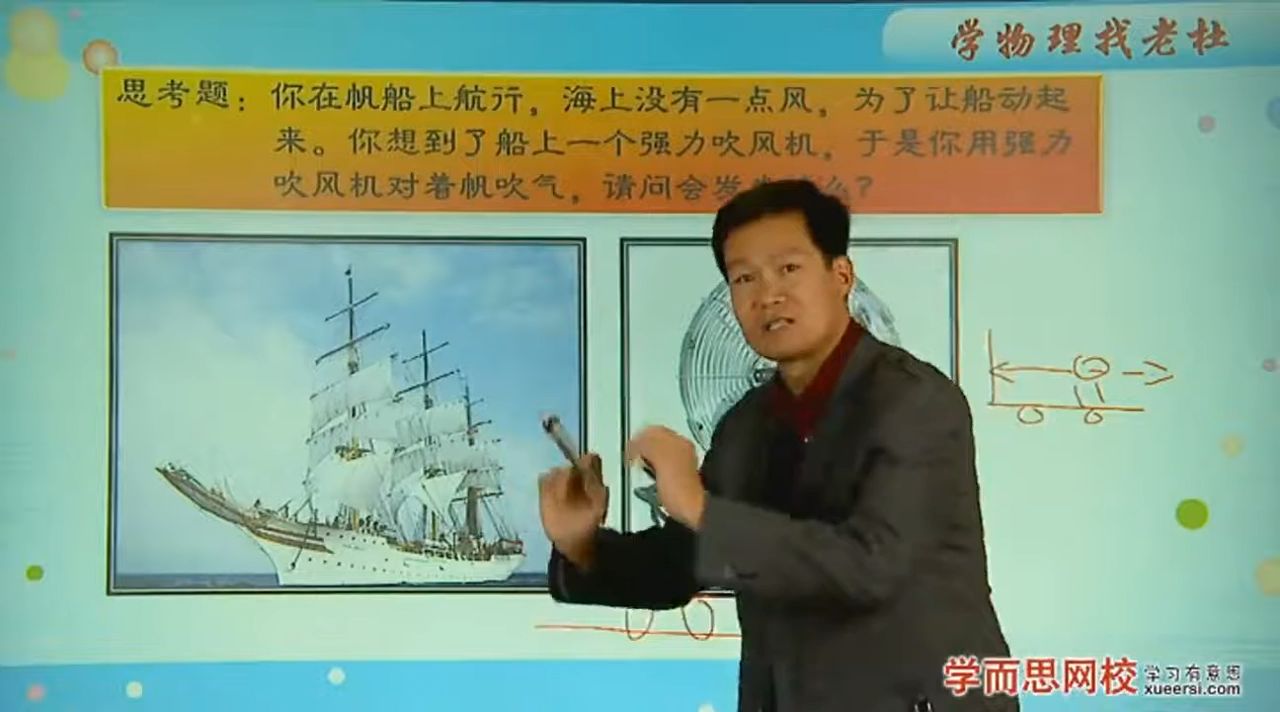 学物理找老杜
思考题：你在帆船上航行，海上没有一点风，为了让船动起
来。你想到了船上一个强力吹风机，于是你用强力
吹风机对着帆吹气，请问会发么？
学而思网校
学习有意思
xueersi.com